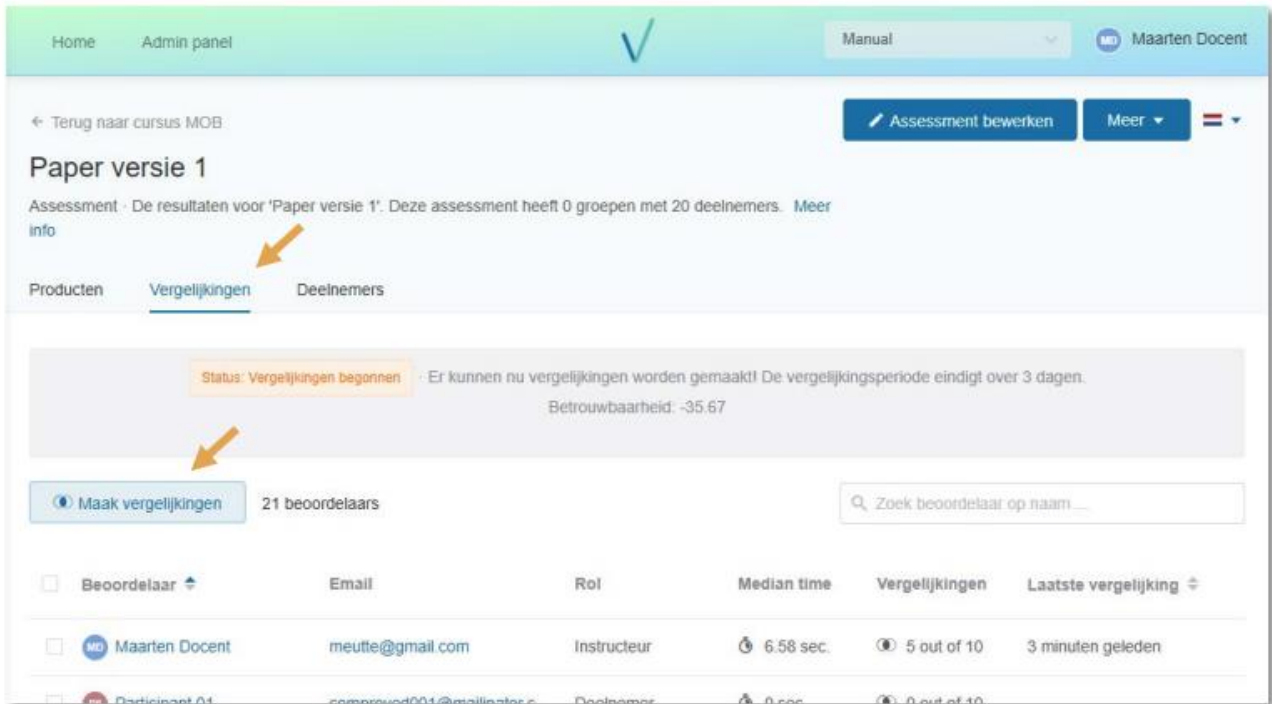 Home Admin panel Manual MD Maarten Docent
← Terug naar cursus MOB Assessment bewerken Meer
Paper versie 1
Assessment · De resultaten voor 'Paper versie 1'. Deze assessment heeft 0 groepen met 20 deelnemers. Meer
info
Producten Vergelijkingen Deelnemers
Status: Vergelijkingen begonnen · Er kunnen nu vergelijkingen worden gemaakt! De vergelijkingsperiode eindigt over 3 dagen.
Betrouwbaarheid: -35.67
Maak vergelijkingen 21 beoordelaars Zoek beoordelaar op naam ...
Beoordelaar Email Rol Median time Vergelijkingen Laatste vergelijking
MD Maarten Docent meutte@gmail.com Instructeur 6.58 sec. 5 out of 10 3 minuten geleden
Participant 01 comproved001@mailinator.c Deelnemer 0 sec. 0 out of 10